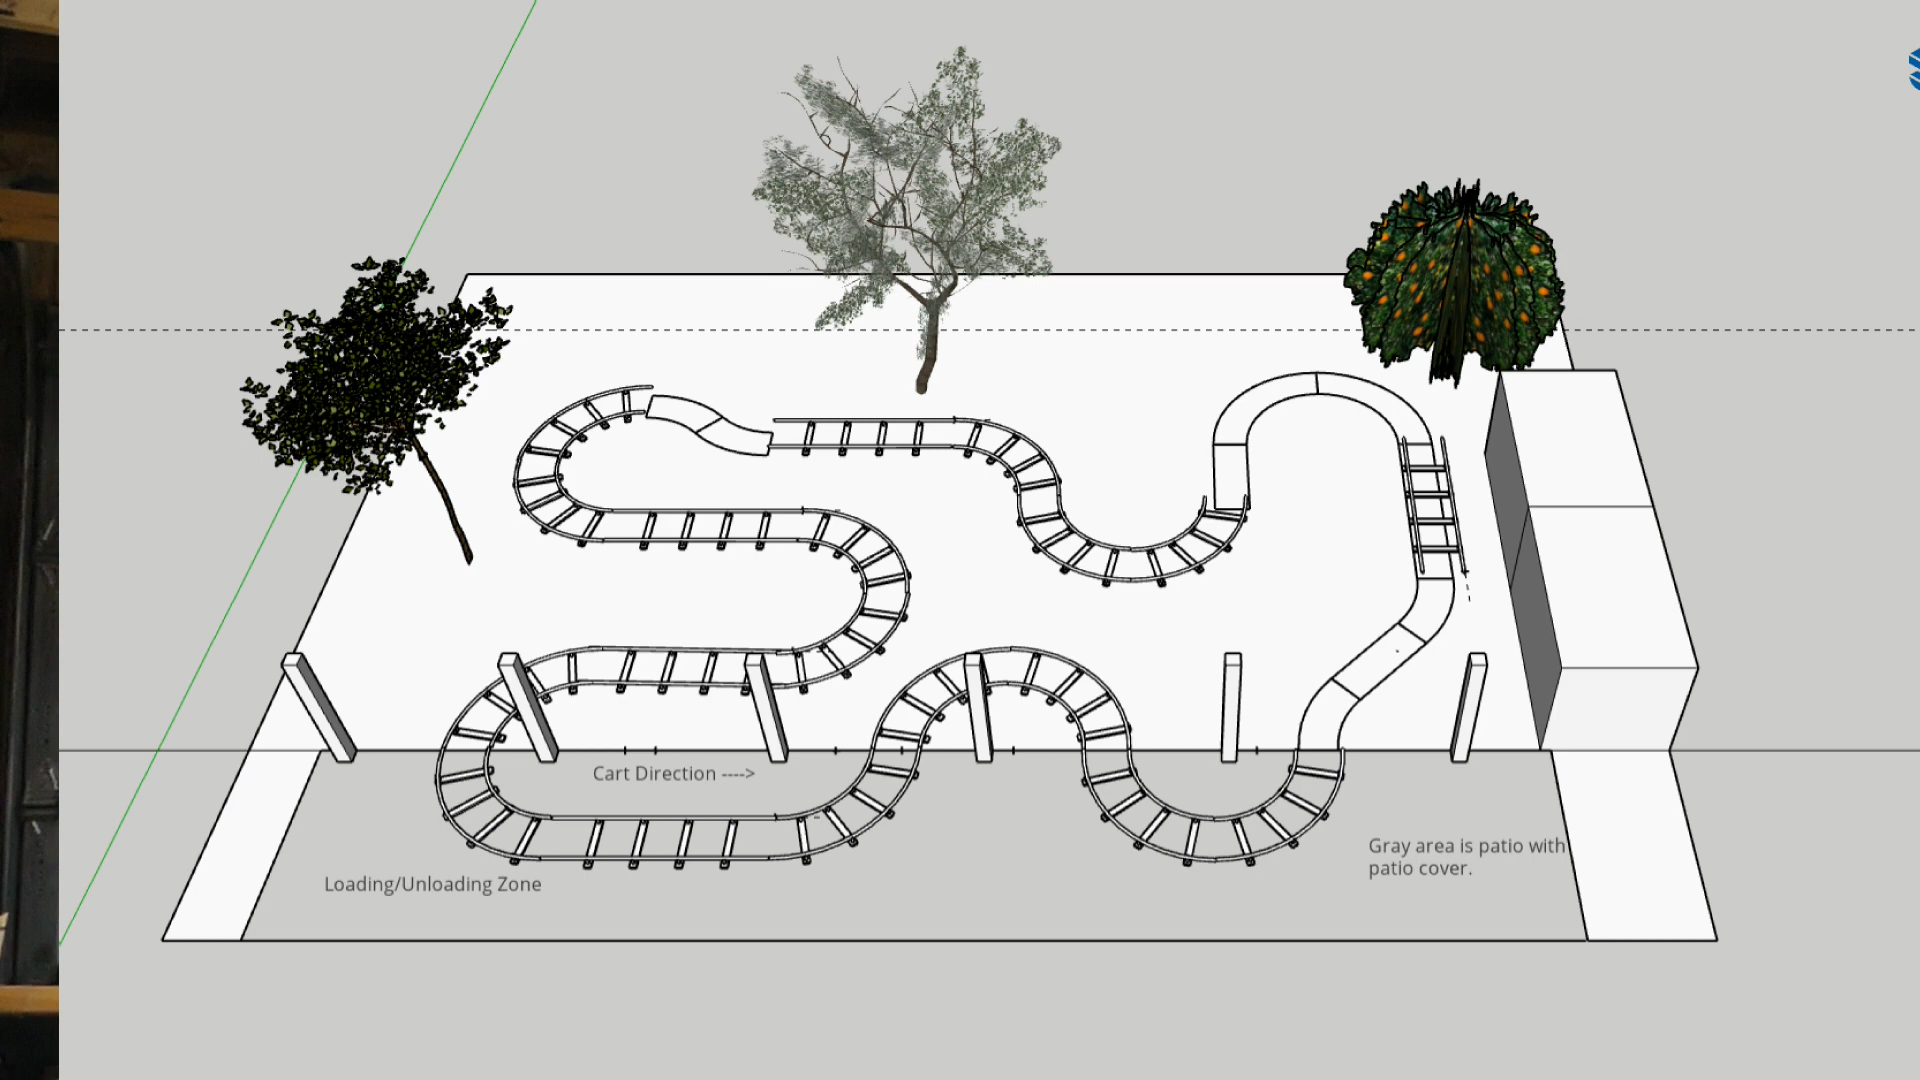 Cart Direction ---->
Gray area is patio with
patio cover.
Loading/Unloading Zone